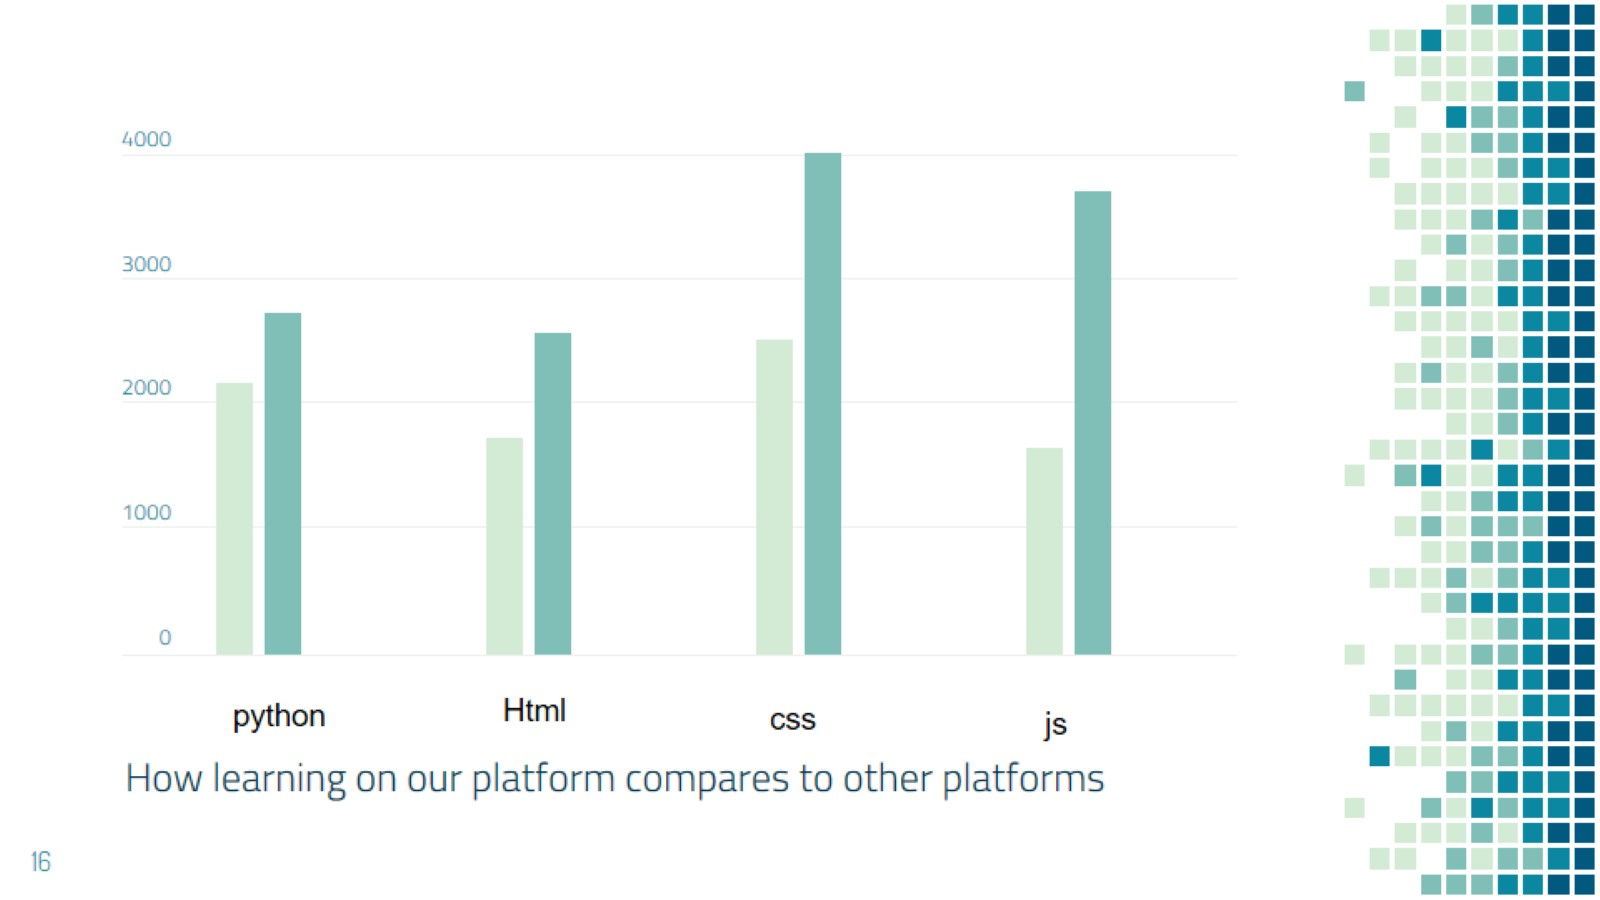 4000
3000
2000
1000
0
python
Html
css
js
How learning on our platform compares to other platforms
16